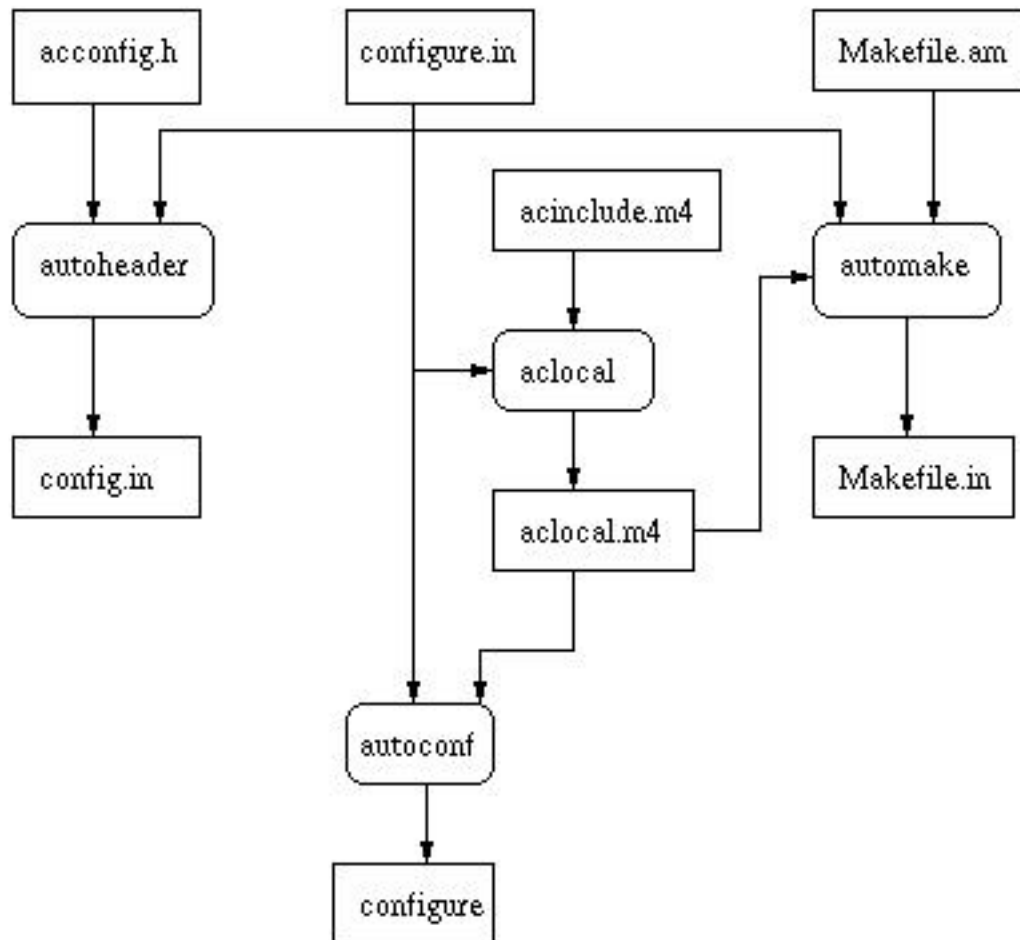 acconfig.h
configure.in
Makefile.am
acinclude.m4
autoheader
automake
aclocal
config.in
Makefile.in
aclocal.m4
autoconf
configure